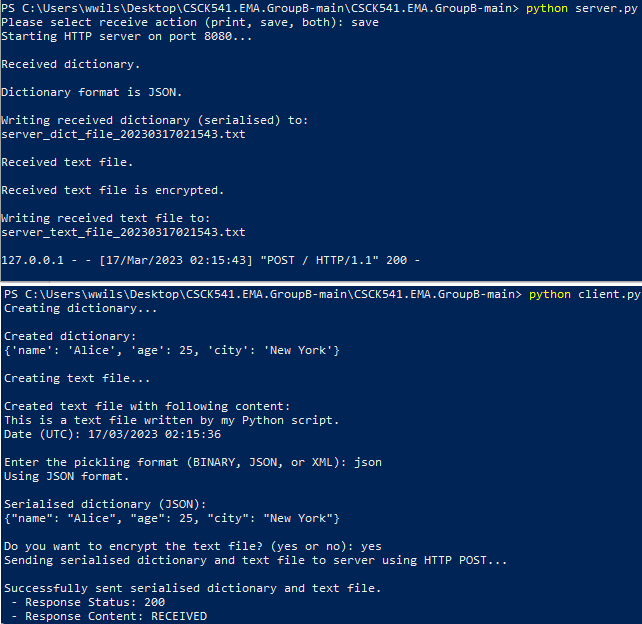 PS C:\Users\wwils\Desktop\CSCK541.EMA.GroupB-main\CSCK541.EMA.GroupB-main> python server.py
Please select receive action (print, save, both): save
Starting HTTP server on port 8080...
Received dictionary.
Dictionary format is JSON.
Writing received dictionary (serialised) to:
server_dict_file_20230317021543.txt
Received text file.
Received text file is encrypted.
Writing received text file to:
server_text_file_20230317021543.txt
127.0.0.1 - - [17/Mar/2023 02:15:43] "POST / HTTP/1.1" 200 -
PS C:\Users\wwils\Desktop\CSCK541.EMA.GroupB-main\CSCK541.EMA.GroupB-main> python client.py
Creating dictionary...
Created dictionary:
{'name': 'Alice', 'age': 25, 'city': 'New York'}
Creating text file...
Created text file with following content:
This is a text file written by my Python script.
Date (UTC): 17/03/2023 02:15:36
Enter the pickling format (BINARY, JSON, or XML): json
Using JSON format.
Serialised dictionary (JSON):
{"name": "Alice", "age": 25, "city": "New York"}
Do you want to encrypt the text file? (yes or no): yes
Sending serialised dictionary and text file to server using HTTP POST...
Successfully sent serialised dictionary and text file.
- Response Status: 200
- Response Content: RECEIVED